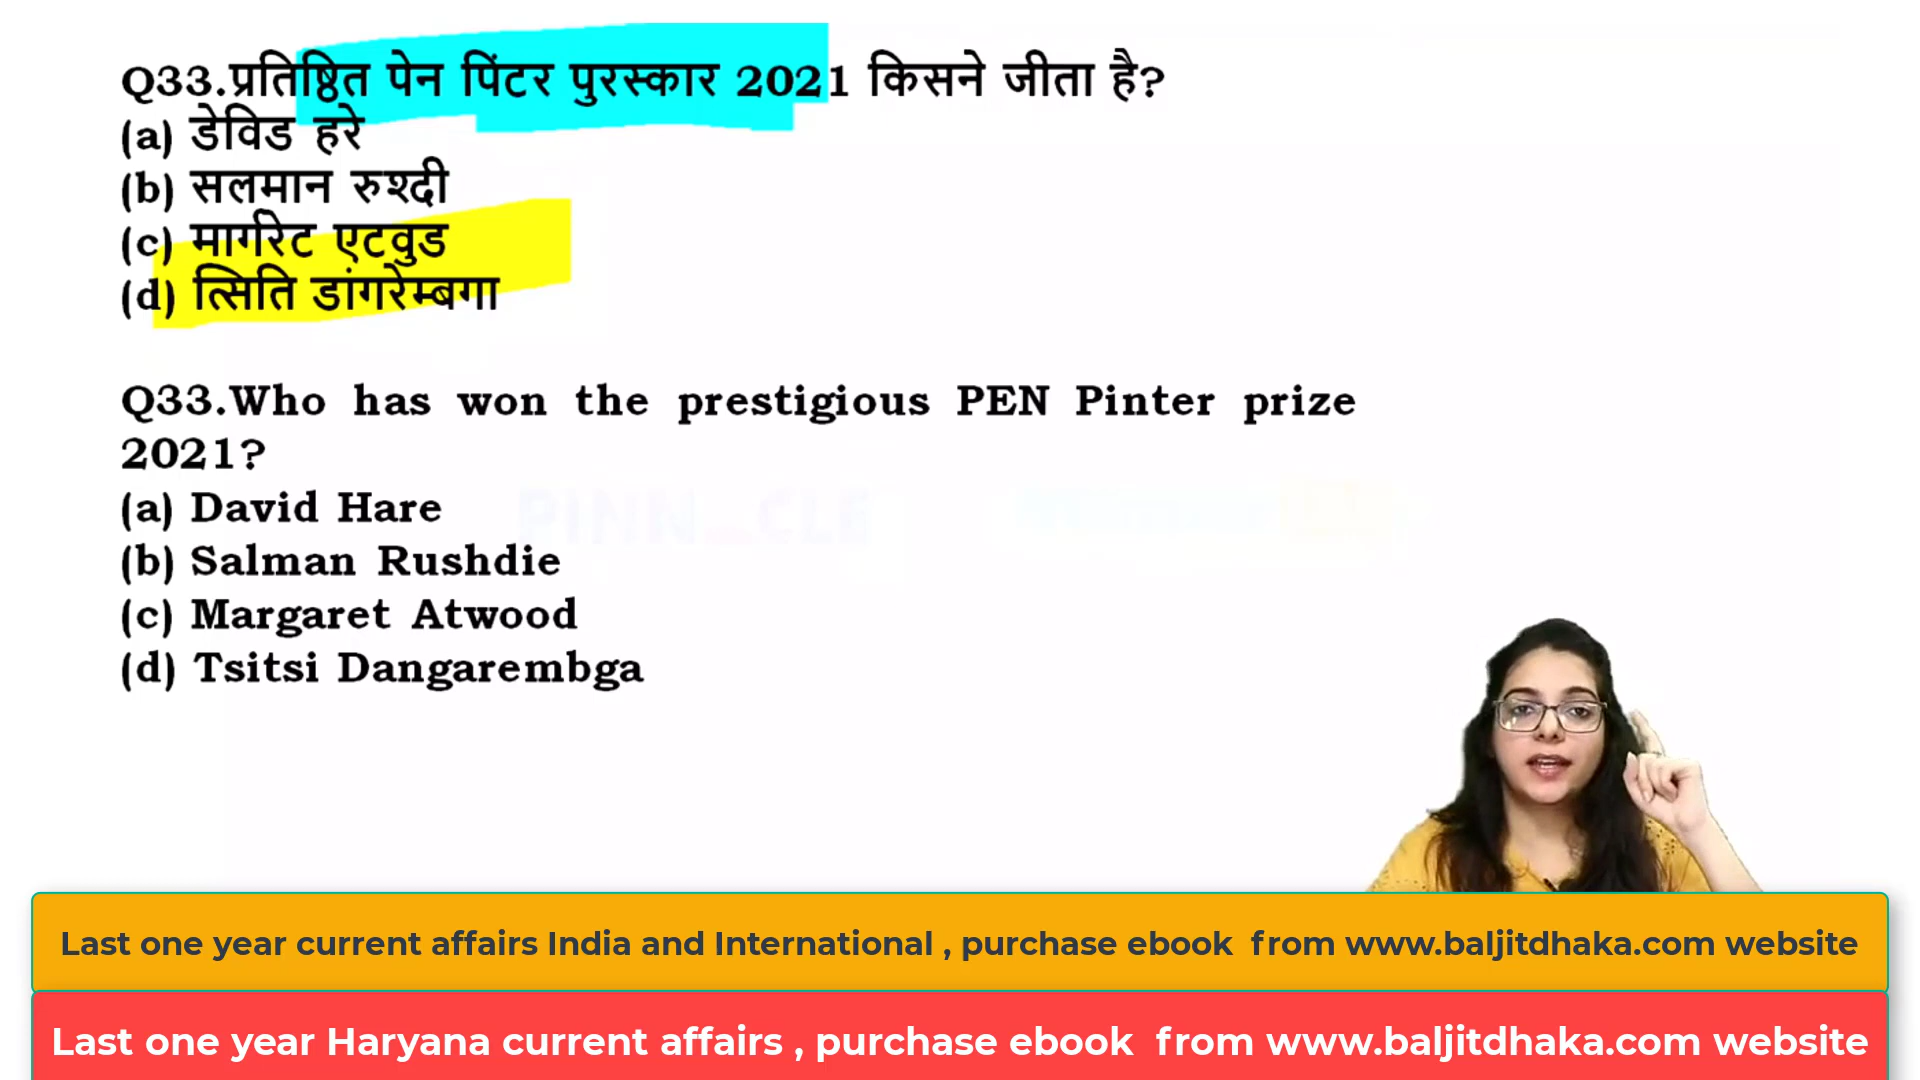 Q33.प्रतिष्ठित पेन पिंटर पुरस्कार 2021 किसने जीता है?
(a) डेविड हरे
(b) सलमान रुश्दी
(c) मार्गरेट एटवुड
(d) त्सिति डांगरेम्बगा
Q33.Who has won the prestigious PEN Pinter prize
2021?
(a) David Hare
(b) Salman Rushdie
(c) Margaret Atwood
(d) Tsitsi Dangarembga
PINNACLE
Last one year current affairs India and International , purchase ebook from www.baljitdhaka.com website
Last one year Haryana current affairs , purchase ebook from www.baljitdhaka.com website